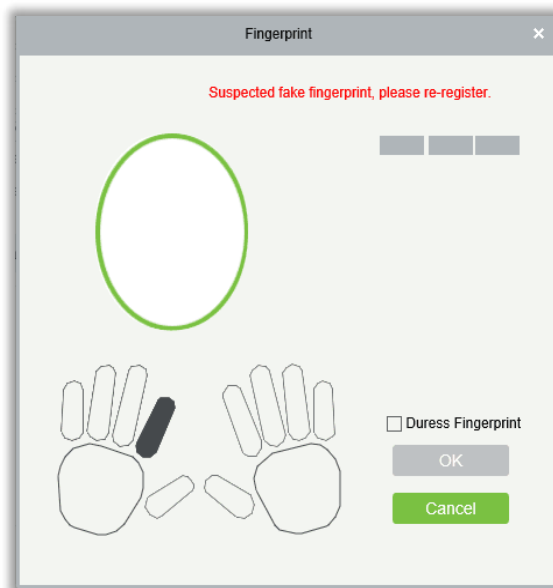 Fingerprint
Suspected fake fingerprint, please re-register.
Duress Fingerprint
OK
Cancel